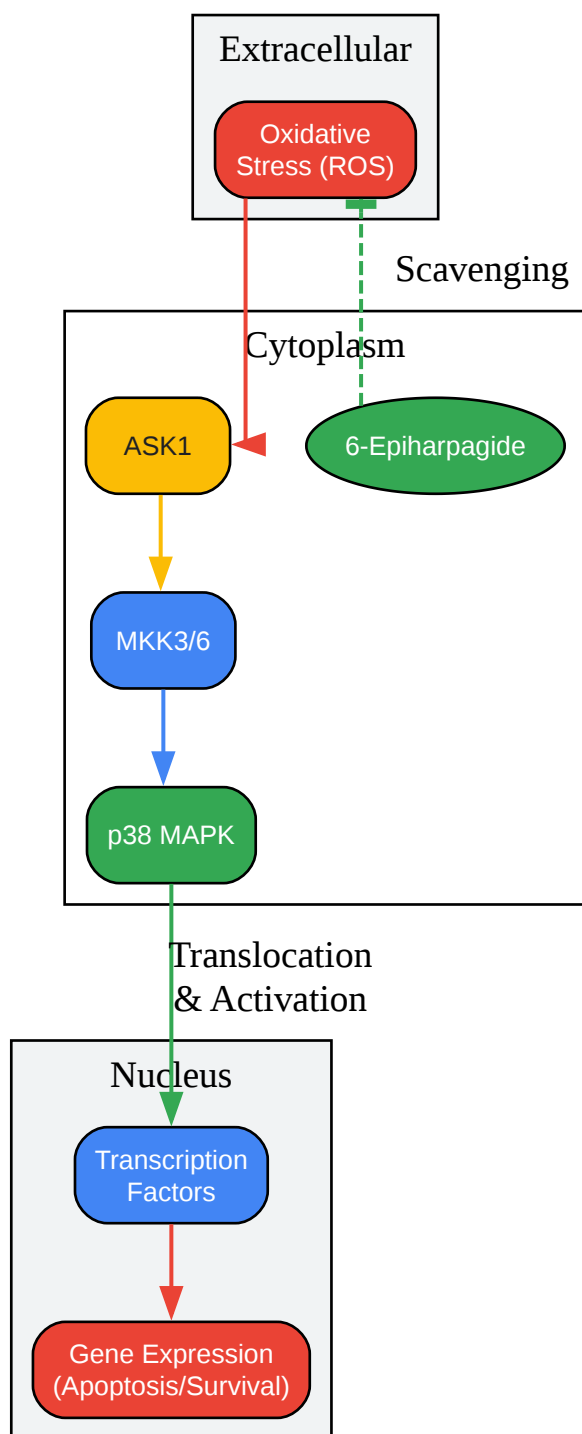 Extracellular
Oxidative
Stress (ROS)
Scavenging
Cytoplasm
ASK1
6-Epiharpagide
MKK3/6
p38 MAPK
Translocation
& Activation
Nucleus
Transcription
Factors
Gene Expression
(Apoptosis/Survival)